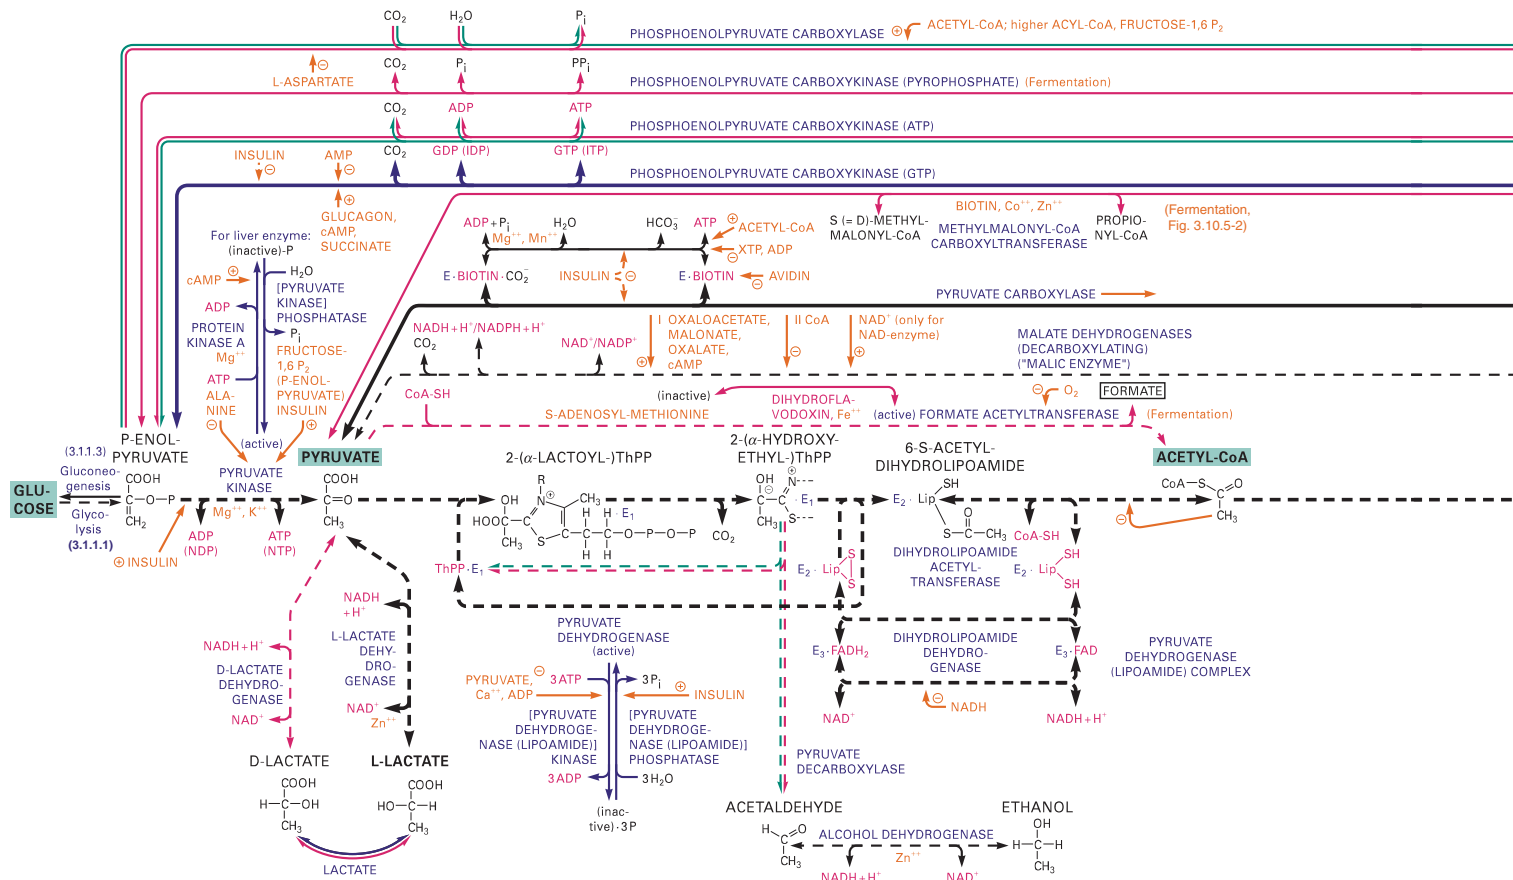 CO2 H2O Pi
PHOSPHOENOLPYRUVATE CARBOXYLASE ⊕ ACETYL-CoA; higher ACYL-CoA, FRUCTOSE-1,6 P2
⊖
L-ASPARTATE
CO2 Pi PPi
PHOSPHOENOLPYRUVATE CARBOXYKINASE (PYROPHOSPHATE) (Fermentation)
CO2 ADP ATP
PHOSPHOENOLPYRUVATE CARBOXYKINASE (ATP)
INSULIN AMP
⊖ ⊖
CO2 GDP (IDP) GTP (ITP)
PHOSPHOENOLPYRUVATE CARBOXYKINASE (GTP)
⊕
GLUCAGON,
cAMP,
SUCCINATE
BIOTIN, Co++, Zn++
S (= D)-METHYL-
MALONYL-CoA
METHYLMALONYL-CoA
CARBOXYLTRANSFERASE
PROPIO-
NYL-CoA
(Fermentation,
Fig. 3.10.5-2)
ADP + Pi H2O HCO3− ATP
Mg++, Mn++
⊕ ACETYL-CoA
XTP, ADP
⊖
E·BIOTIN·CO2− INSULIN ⊖ E·BIOTIN AVIDIN
⊖
PYRUVATE CARBOXYLASE
For liver enzyme:
(inactive)-P
cAMP ⊕
H2O
[PYRUVATE
KINASE]
PHOSPHATASE
ADP
Pi
PROTEIN
KINASE A
Mg++
ATP
FRUCTOSE-
1,6 P2
(P-ENOL-
PYRUVATE)
INSULIN
⊕
ALA-
NINE
⊖
(active)
NADH + H+/NADPH + H+
CO2
NAD+/NADP+
I OXALOACETATE,
MALONATE,
OXALATE,
cAMP
⊕
II CoA
⊖
NAD+ (only for
NAD-enzyme)
⊕
MALATE DEHYDROGENASES
(DECARBOXYLATING)
("MALIC ENZYME")
CoA-SH
(inactive)
S-ADENOSYL-METHIONINE
DIHYDROFLA-
VODOXIN, Fe++
(active) FORMATE ACETYLTRANSFERASE
⊖ O2
FORMATE
(Fermentation)
P-ENOL-
PYRUVATE
(3.1.1.3)
Gluconeo-
genesis
GLU-
COSE
Glyco-
lysis
(3.1.1.1)
COOH
C—O—P
CH2
⊕ INSULIN
PYRUVATE
KINASE
Mg++, K++
ADP
(NDP)
ATP
(NTP)
PYRUVATE
COOH
C=O
CH3
2-(α-LACTOYL-)ThPP
R
OH
N⊕
CH3
HOOC—C
CH3
S
H H · E1
C—C—O—P—O—P
H H
CO2
2-(α-HYDROXY-
ETHYL-)ThPP
OH
⊖
⊕
N
C · E1
CH3
S
ThPP·E1
6-S-ACETYL-
DIHYDROLIPOAMIDE
E2 · Lip
SH
O
S—C—CH3
E2 · Lip
S
S
DIHYDROLIPOAMIDE
ACETYL-
TRANSFERASE
CoA-SH
E2 · Lip
SH
SH
ACETYL-CoA
CoA—S
C
O
CH3
⊖
NADH
+H+
L-LACTATE
DEHY-
DRO-
GENASE
NAD+
Zn++
NADH + H+
D-LACTATE
DEHYDRO-
GENASE
NAD+
D-LACTATE
COOH
H—C—OH
CH3
L-LACTATE
COOH
HO—C—H
CH3
LACTATE
PYRUVATE
DEHYDROGENASE
(active)
PYRUVATE, ⊖
Ca++, ADP
3 ATP
3 Pi
⊕
INSULIN
[PYRUVATE
DEHYDROGE-
NASE (LIPOAMIDE)]
KINASE
[PYRUVATE
DEHYDROGE-
NASE (LIPOAMIDE)]
PHOSPHATASE
3 ADP
3 H2O
(inac-
tive)·3 P
E3·FADH2
DIHYDROLIPOAMIDE
DEHYDRO-
GENASE
E3·FAD
PYRUVATE
DEHYDROGENASE
(LIPOAMIDE) COMPLEX
NAD+
⊖
NADH
NADH + H+
PYRUVATE
DECARBOXYLASE
ACETALDEHYDE
H
C
O
CH3
ALCOHOL DEHYDROGENASE
Zn++
NADH + H+
NAD+
ETHANOL
OH
H—C—H
CH3